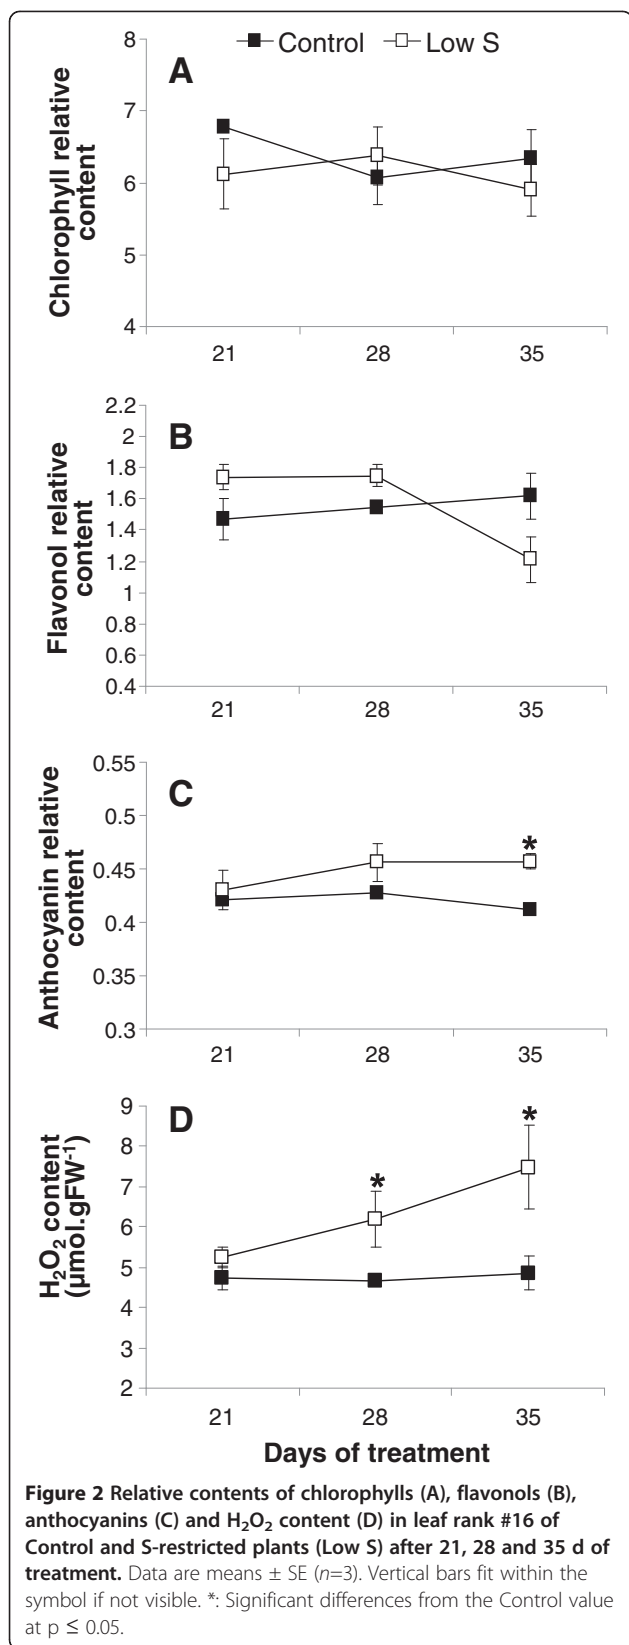 Control Low S
A
Chlorophyll relative
content
8
7
6
5
4
21 28 35
B
Flavonol relative
content
2.2
2
1.8
1.6
1.4
1.2
1
0.8
0.6
0.4
21 28 35
C
Anthocyanin relative
content
0.55
0.5
0.45
0.4
0.35
0.3
*
21 28 35
D
H₂O₂ content
(µmol.gFW⁻¹)
9
8
7
6
5
4
3
2
* *
21 28 35
Days of treatment
Figure 2 Relative contents of chlorophylls (A), flavonols (B),
anthocyanins (C) and H₂O₂ content (D) in leaf rank #16 of
Control and S-restricted plants (Low S) after 21, 28 and 35 d of
treatment. Data are means ± SE (n=3). Vertical bars fit within the
symbol if not visible. *: Significant differences from the Control value
at p ≤ 0.05.